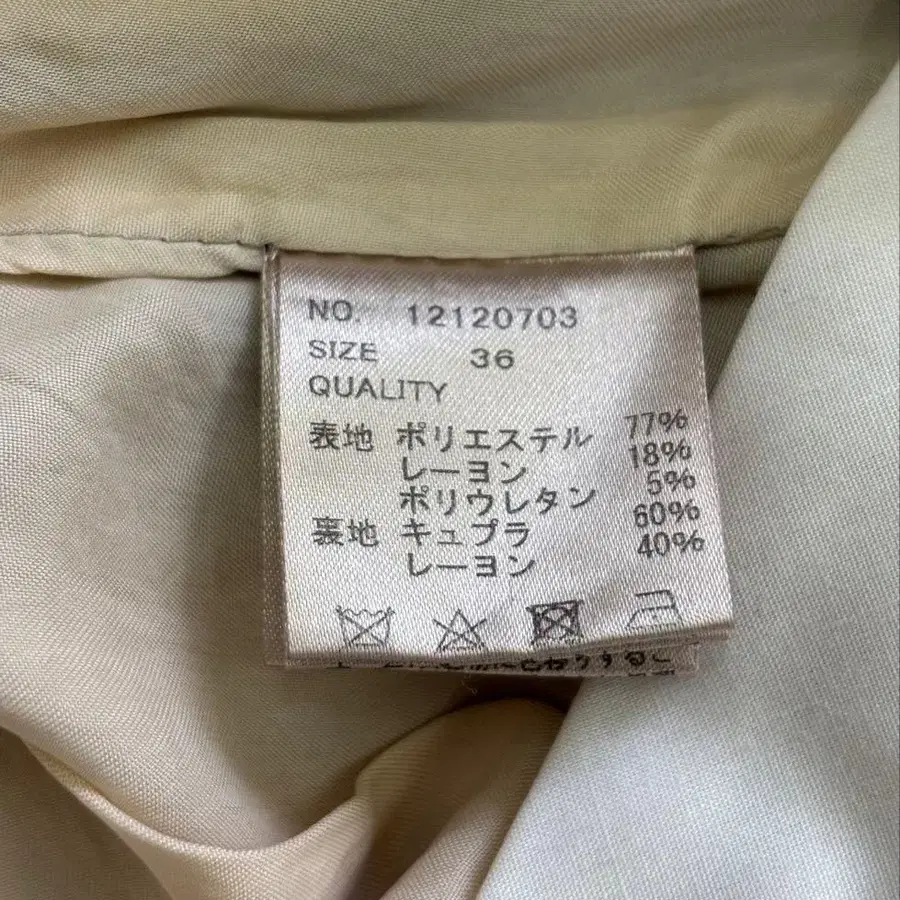 NO. 12120703
SIZE 36
QUALITY
表地 ポリエステル 77%
レーヨン 18%
ポリウレタン 5%
裏地 キュプラ 60%
レーヨン 40%